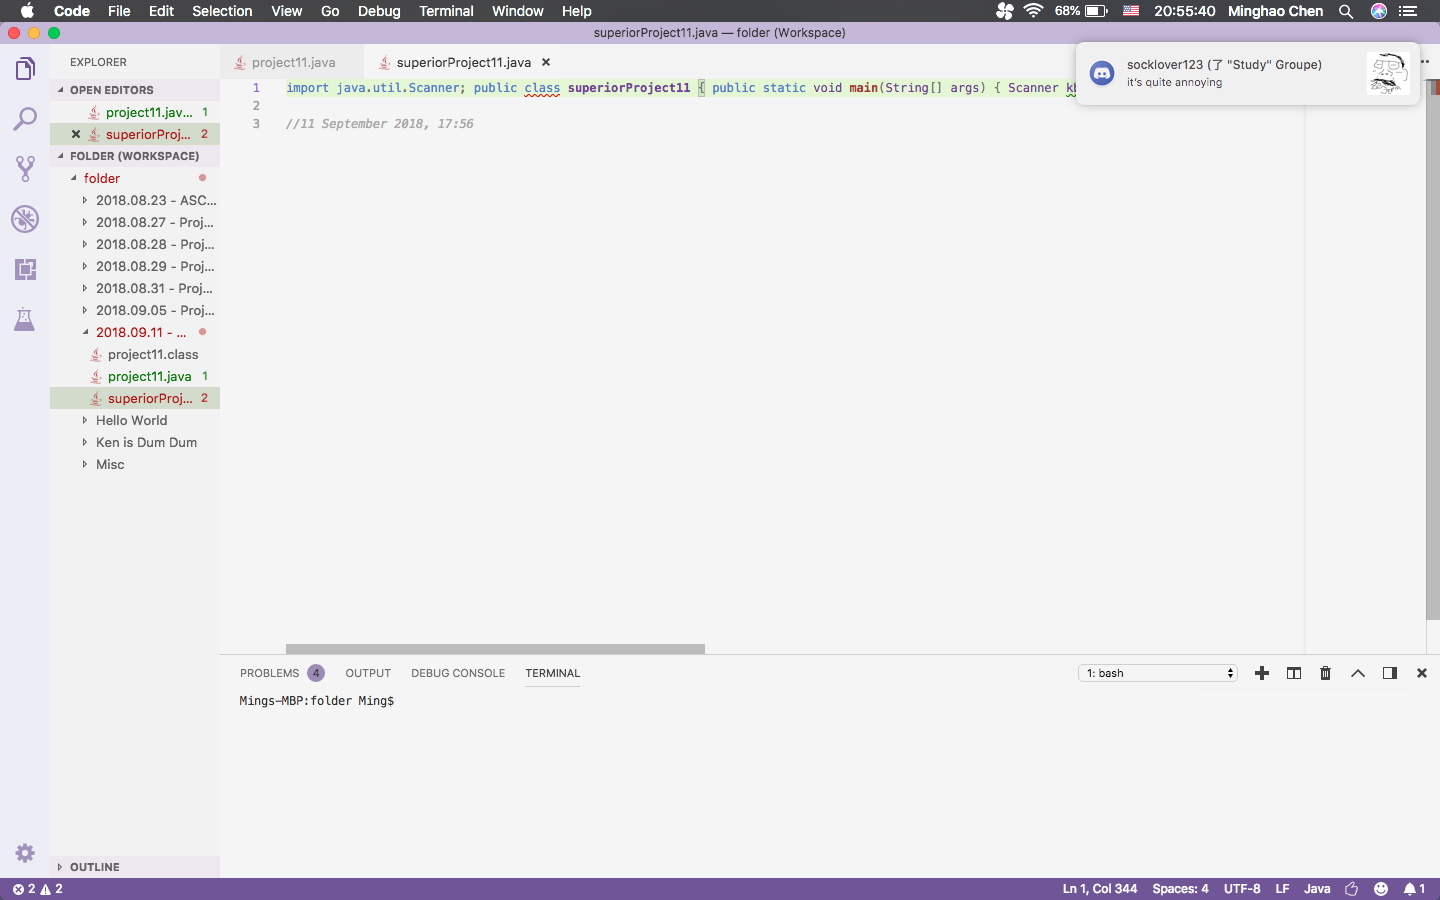 Code File Edit Selection View Go Debug Terminal Window Help 68% 20:55:40 Minghao Chen
superiorProject11.java — folder (Workspace)
EXPLORER
OPEN EDITORS
project11.jav... 1
superiorProj... 2
FOLDER (WORKSPACE)
folder
2018.08.23 - ASC...
2018.08.27 - Proj...
2018.08.28 - Proj...
2018.08.29 - Proj...
2018.08.31 - Proj...
2018.09.05 - Proj...
2018.09.11 - ...
project11.class
project11.java 1
superiorProj... 2
Hello World
Ken is Dum Dum
Misc
OUTLINE
project11.java superiorProject11.java
1 import java.util.Scanner; public class superiorProject11 { public static void main(String[] args) { Scanner
2
3 //11 September 2018, 17:56
socklover123 (了 "Study" Groupe)
it's quite annoying
PROBLEMS 4 OUTPUT DEBUG CONSOLE TERMINAL 1: bash
Mings-MBP:folder Ming$
2 2 Ln 1, Col 344 Spaces: 4 UTF-8 LF Java 1